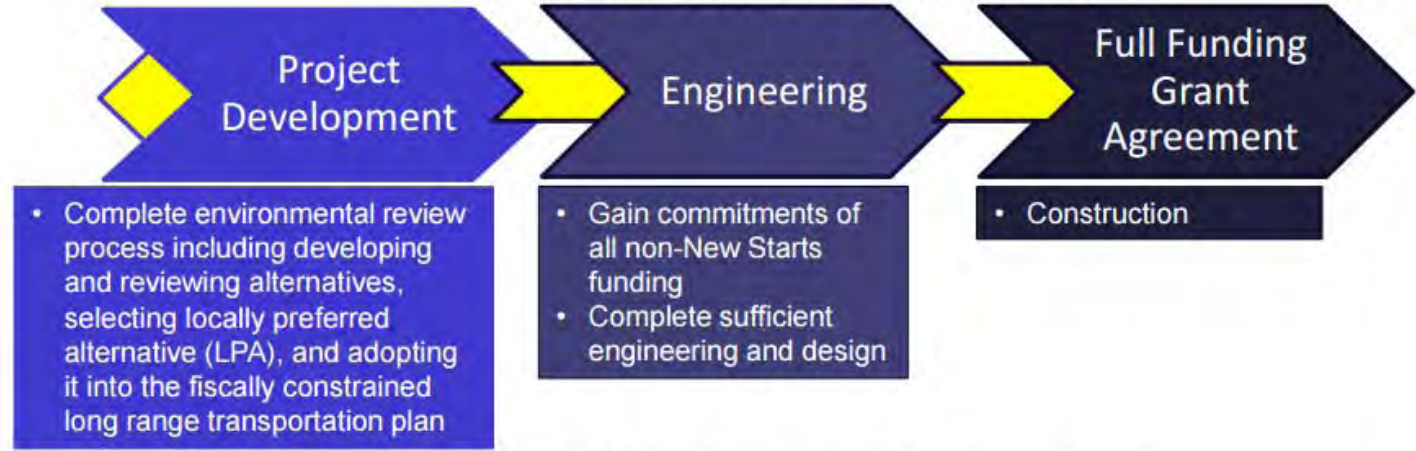 Project
Development
Engineering
Full Funding
Grant
Agreement
• Complete environmental review
process including developing
and reviewing alternatives,
selecting locally preferred
alternative (LPA), and adopting
it into the fiscally constrained
long range transportation plan
• Gain commitments of
all non-New Starts
funding
• Complete sufficient
engineering and design
• Construction